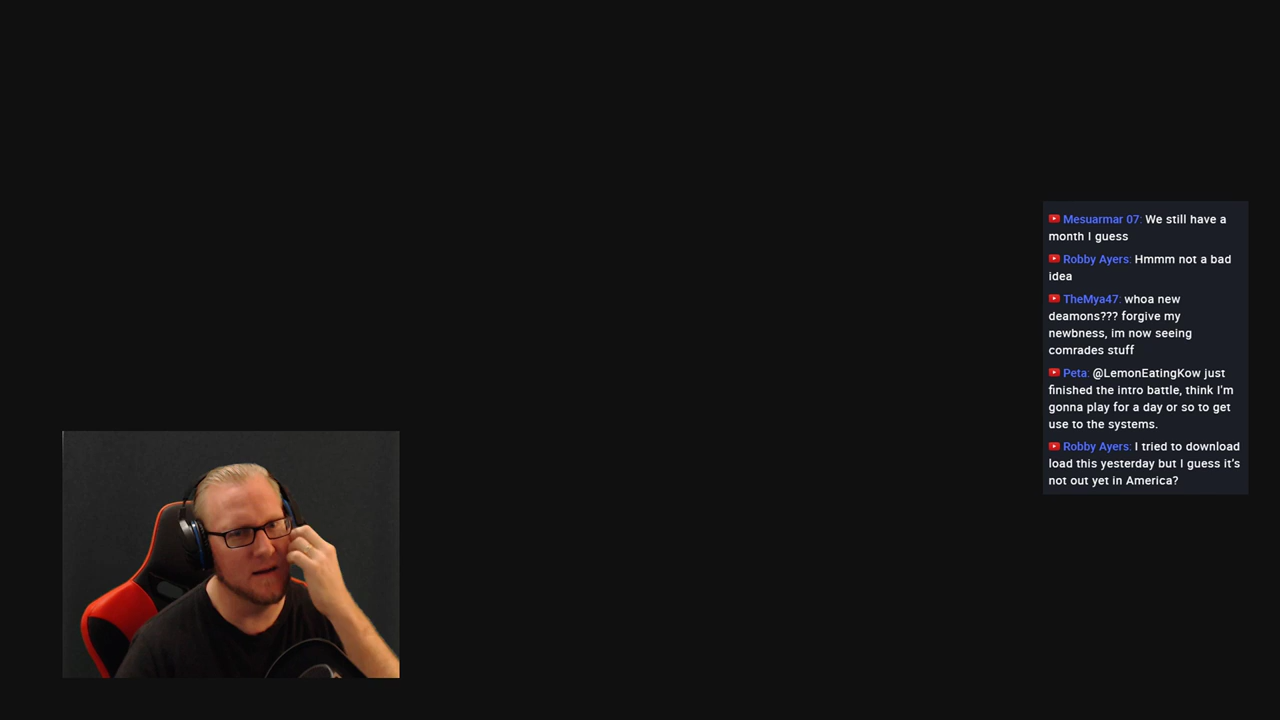 Mesuarmar 07: We still have a
month I guess
Robby Ayers: Hmmm not a bad
idea
TheMya47: whoa new
deamons??? forgive my
newbness, im now seeing
comrades stuff
Peta: @LemonEatingKow just
finished the intro battle, think I'm
gonna play for a day or so to get
use to the systems.
Robby Ayers: I tried to download
load this yesterday but I guess it's
not out yet in America?